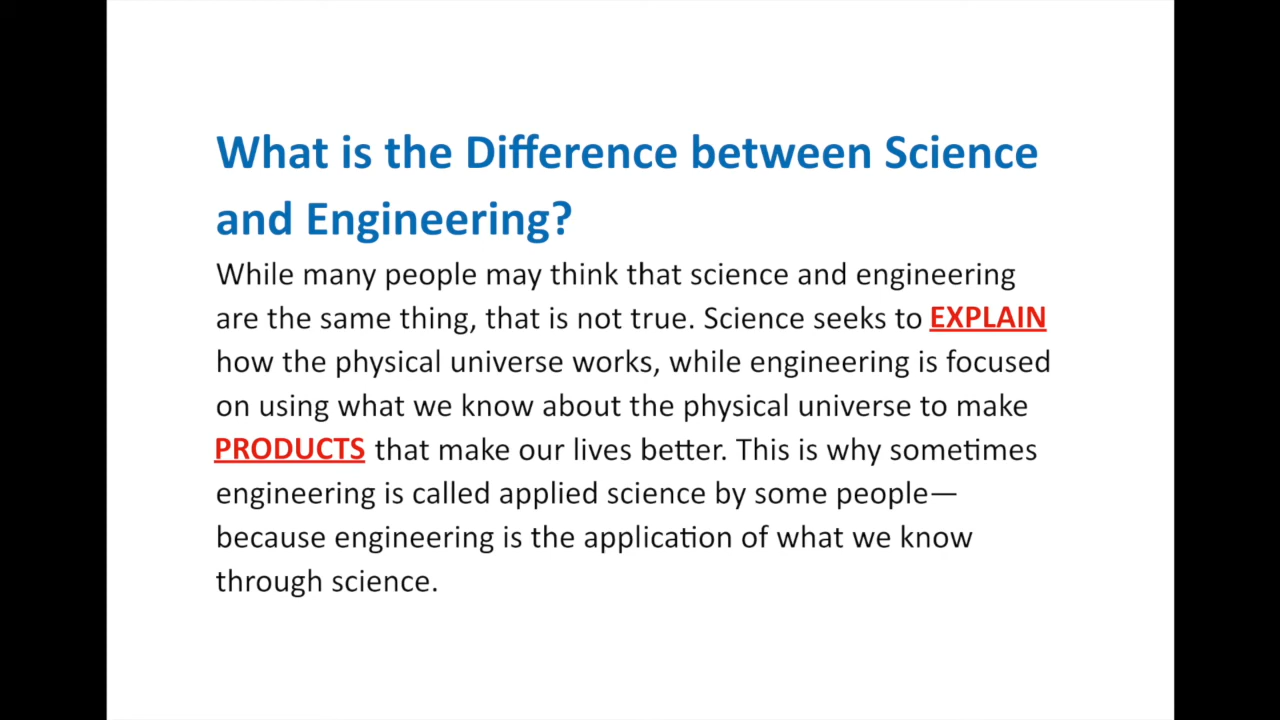 What is the Difference between Science
and Engineering?
While many people may think that science and engineering
are the same thing, that is not true. Science seeks to EXPLAIN
how the physical universe works, while engineering is focused
on using what we know about the physical universe to make
PRODUCTS that make our lives better. This is why sometimes
engineering is called applied science by some people—
because engineering is the application of what we know
through science.